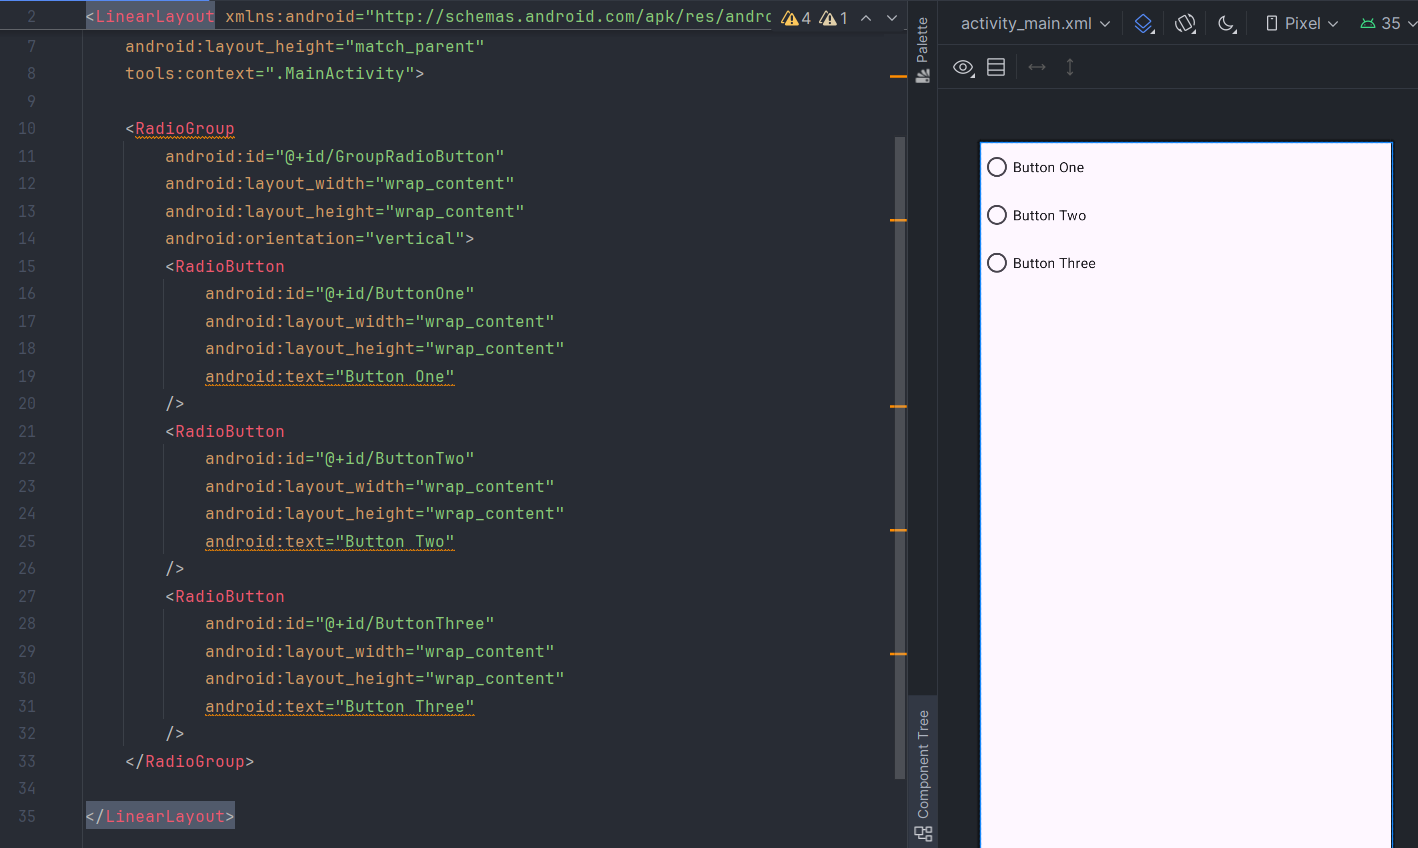 2 <LinearLayout xmlns:android="http://schemas.android.com/apk/res/andro 4 1
7 android:layout_height="match_parent"
8 tools:context=".MainActivity">
9
10 <RadioGroup
11 android:id="@+id/GroupRadioButton"
12 android:layout_width="wrap_content"
13 android:layout_height="wrap_content"
14 android:orientation="vertical">
15 <RadioButton
16 android:id="@+id/ButtonOne"
17 android:layout_width="wrap_content"
18 android:layout_height="wrap_content"
19 android:text="Button One"
20 />
21 <RadioButton
22 android:id="@+id/ButtonTwo"
23 android:layout_width="wrap_content"
24 android:layout_height="wrap_content"
25 android:text="Button Two"
26 />
27 <RadioButton
28 android:id="@+id/ButtonThree"
29 android:layout_width="wrap_content"
30 android:layout_height="wrap_content"
31 android:text="Button Three"
32 />
33 </RadioGroup>
34
35 </LinearLayout>
Palette
Component Tree
activity_main.xml Pixel 35
Button One
Button Two
Button Three